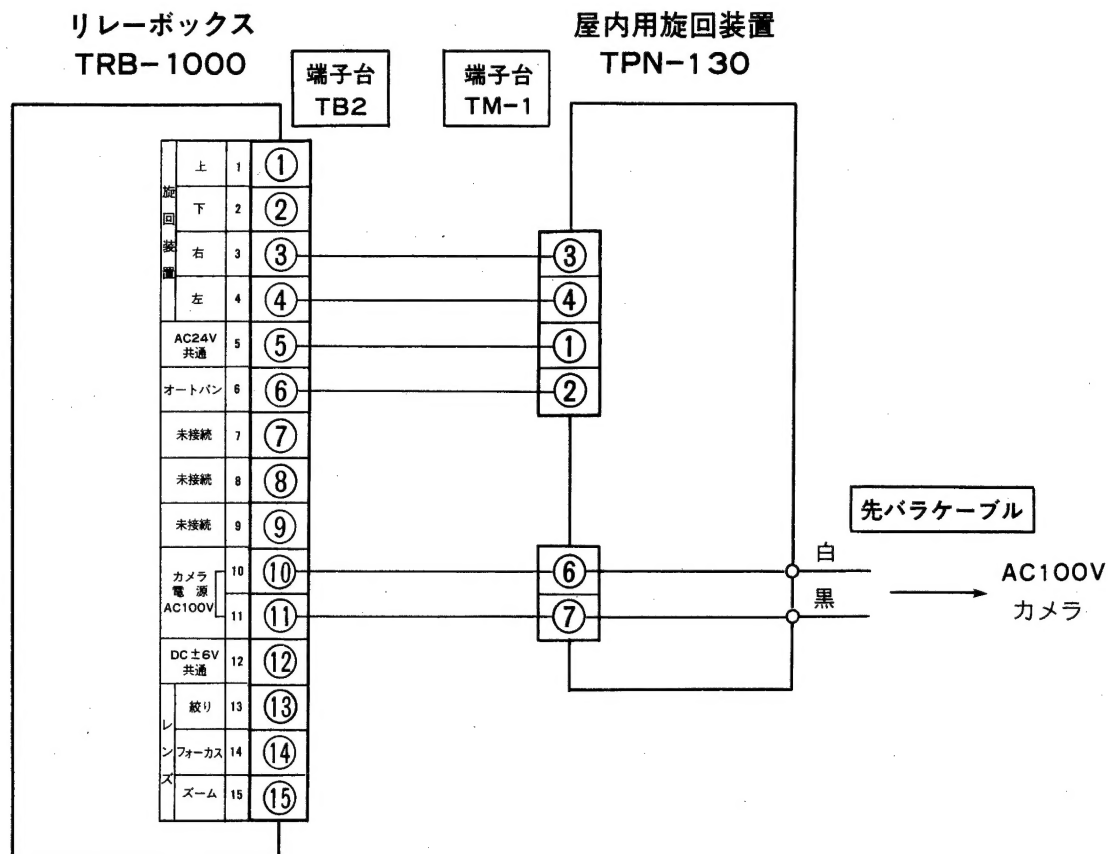 リレーボックス
TRB-1000
屋内用旋回装置
TPN-130
端子台
TB2
端子台
TM-1
旋回装置
上 1 ①
下 2 ②
右 3 ③
左 4 ④
AC24V
共通 5 ⑤
オートパン 6 ⑥
未接続 7 ⑦
未接続 8 ⑧
未接続 9 ⑨
カメラ
電源
AC100V
10 ⑩
11 ⑪
DC±6V
共通 12 ⑫
レンズ
絞り 13 ⑬
フォーカス 14 ⑭
ズーム 15 ⑮
③
④
①
②
⑥
⑦
先バラケーブル
白
黒
AC100V
カメラ